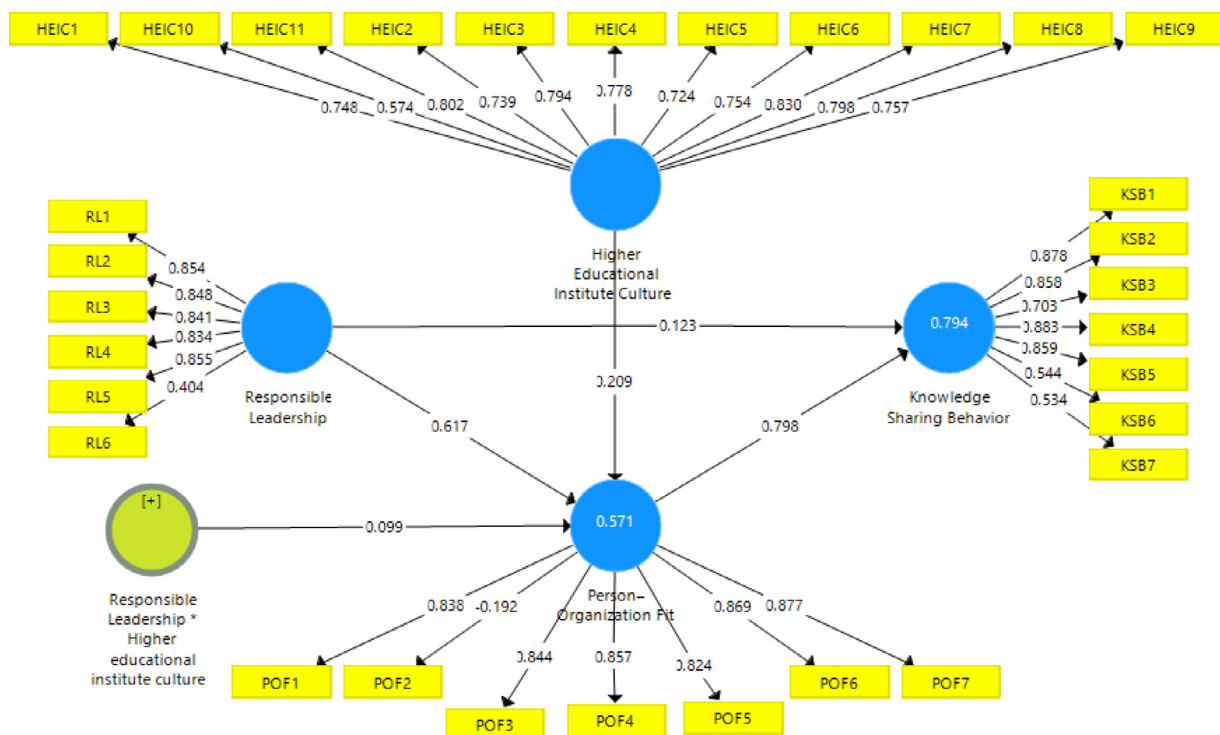 HEIC1
HEIC10
HEIC11
HEIC2
HEIC3
HEIC4
HEIC5
HEIC6
HEIC7
HEIC8
HEIC9
0.748
0.574
0.802
0.739
0.794
0.778
0.724
0.754
0.830
0.798
0.757
Higher
Educational
Institute Culture
RL1
RL2
RL3
RL4
RL5
RL6
0.854
0.848
0.841
0.834
0.855
0.404
Responsible
Leadership
0.123
0.209
0.617
0.798
KSB1
KSB2
KSB3
KSB4
KSB5
KSB6
KSB7
0.878
0.858
0.703
0.883
0.859
0.544
0.534
0.794
Knowledge
Sharing Behavior
[+]
0.099
Responsible
Leadership *
Higher
educational
institute culture
0.571
Person–
Organization Fit
0.838
-0.192
0.844
0.857
0.824
0.869
0.877
POF1
POF2
POF3
POF4
POF5
POF6
POF7